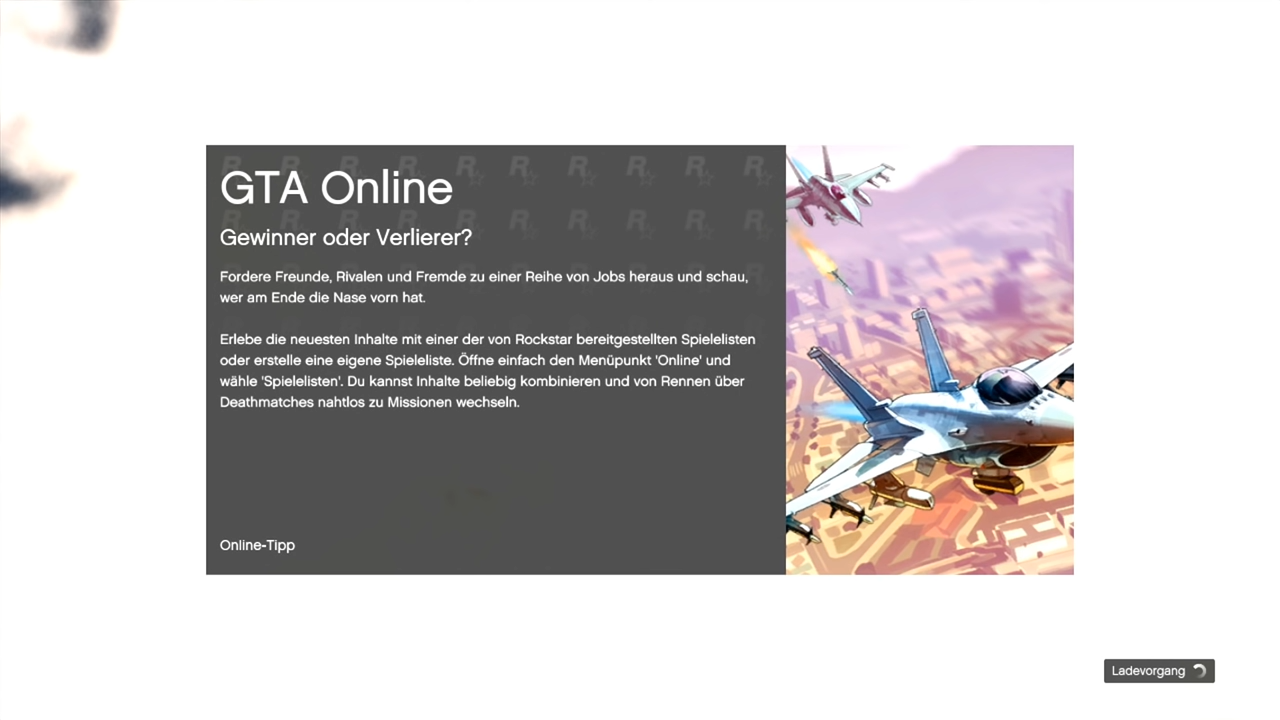 GTA Online
Gewinner oder Verlierer?
Fordere Freunde, Rivalen und Fremde zu einer Reihe von Jobs heraus und schau,
wer am Ende die Nase vorn hat.
Erlebe die neuesten Inhalte mit einer der von Rockstar bereitgestellten Spielelisten
oder erstelle eine eigene Spieleliste. Öffne einfach den Menüpunkt 'Online' und
wähle 'Spielelisten'. Du kannst Inhalte beliebig kombinieren und von Rennen über
Deathmatches nahtlos zu Missionen wechseln.
Online-Tipp
Ladevorgang